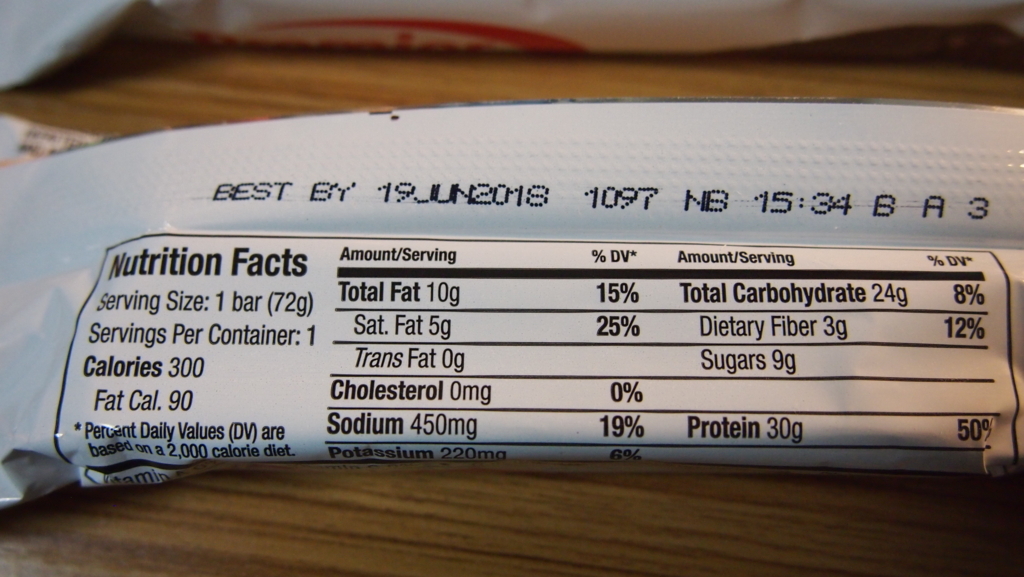 BEST BY 19JUN2018 1097 NB 15:34 B A 3
Nutrition Facts
Serving Size: 1 bar (72g)
Servings Per Container: 1
Calories 300
Fat Cal. 90
* Percent Daily Values (DV) are
based on a 2,000 calorie diet.
Amount/Serving % DV*
Total Fat 10g 15%
Sat. Fat 5g 25%
Trans Fat 0g
Cholesterol 0mg 0%
Sodium 450mg 19%
Potassium 220mg 6%
Amount/Serving % DV*
Total Carbohydrate 24g 8%
Dietary Fiber 3g 12%
Sugars 9g
Protein 30g 50%